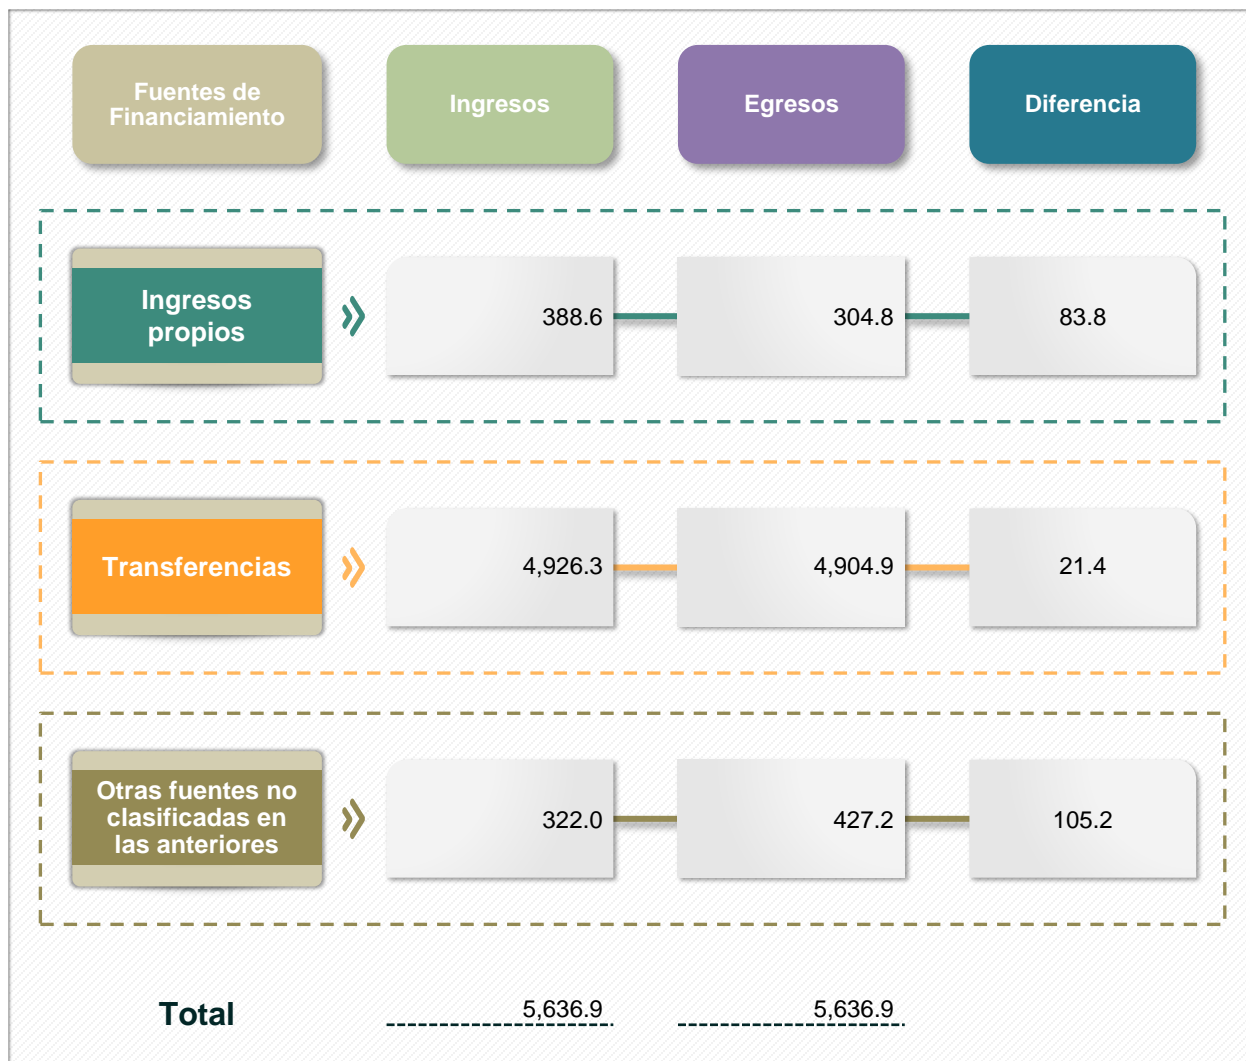 Fuentes de
Financiamiento
Ingresos
Egresos
Diferencia
Ingresos
propios
388.6
304.8
83.8
Transferencias
4,926.3
4,904.9
21.4
Otras fuentes no
clasificadas en
las anteriores
322.0
427.2
105.2
Total
5,636.9
5,636.9